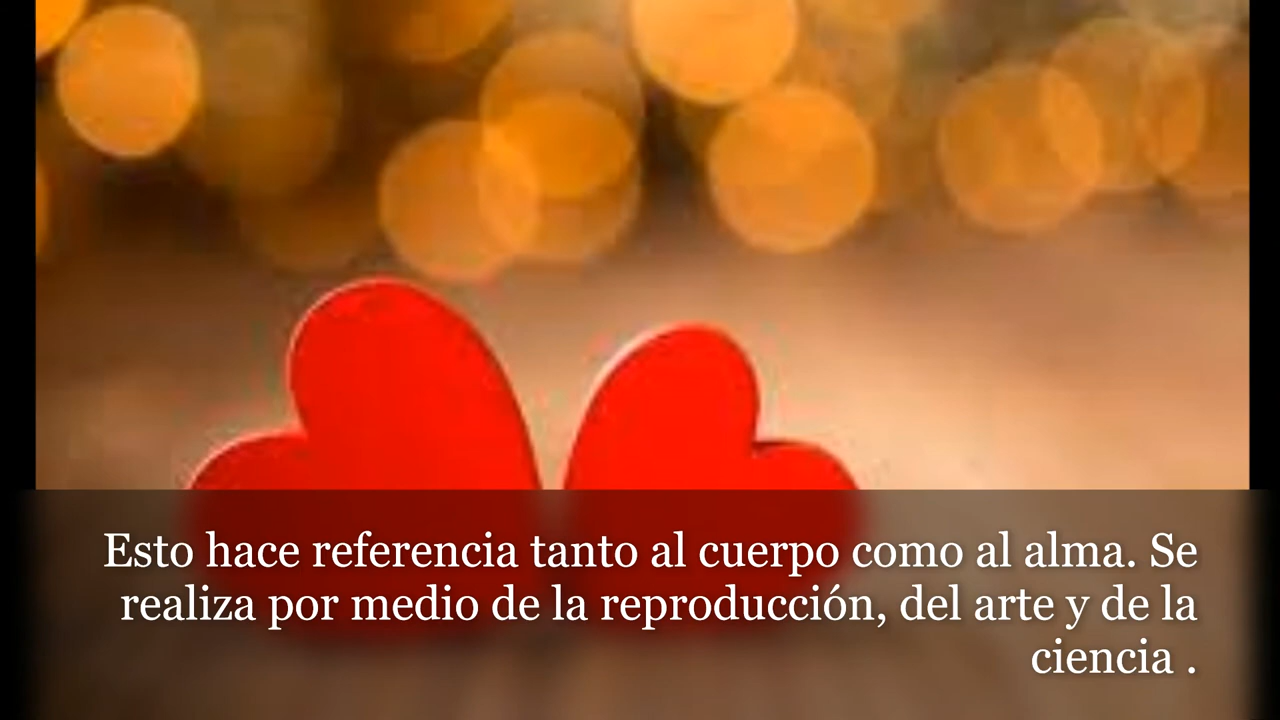 Esto hace referencia tanto al cuerpo como al alma. Se
realiza por medio de la reproducción, del arte y de la
ciencia .